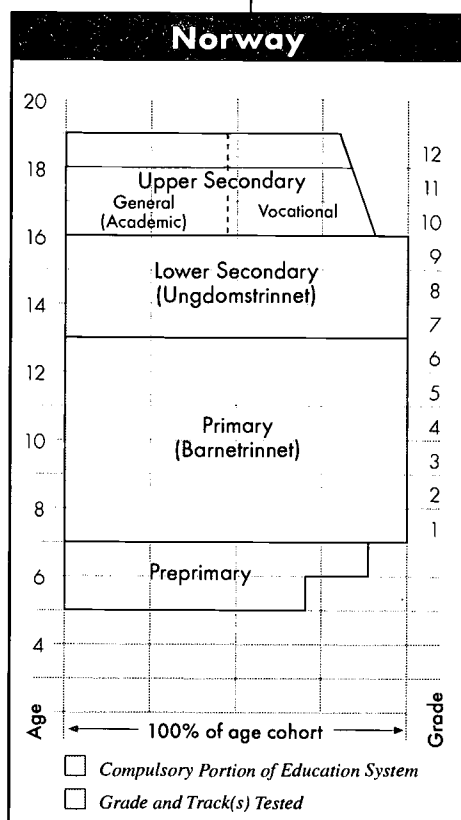 Norway
20
18
16
14
12
10
8
6
4
Age
12
11
10
9
8
7
6
5
4
3
2
1
Grade
Upper Secondary
General
(Academic)
Vocational
Lower Secondary
(Ungdomstrinnet)
Primary
(Barnetrinnet)
Preprimary
100% of age cohort
Compulsory Portion of Education System
Grade and Track(s) Tested